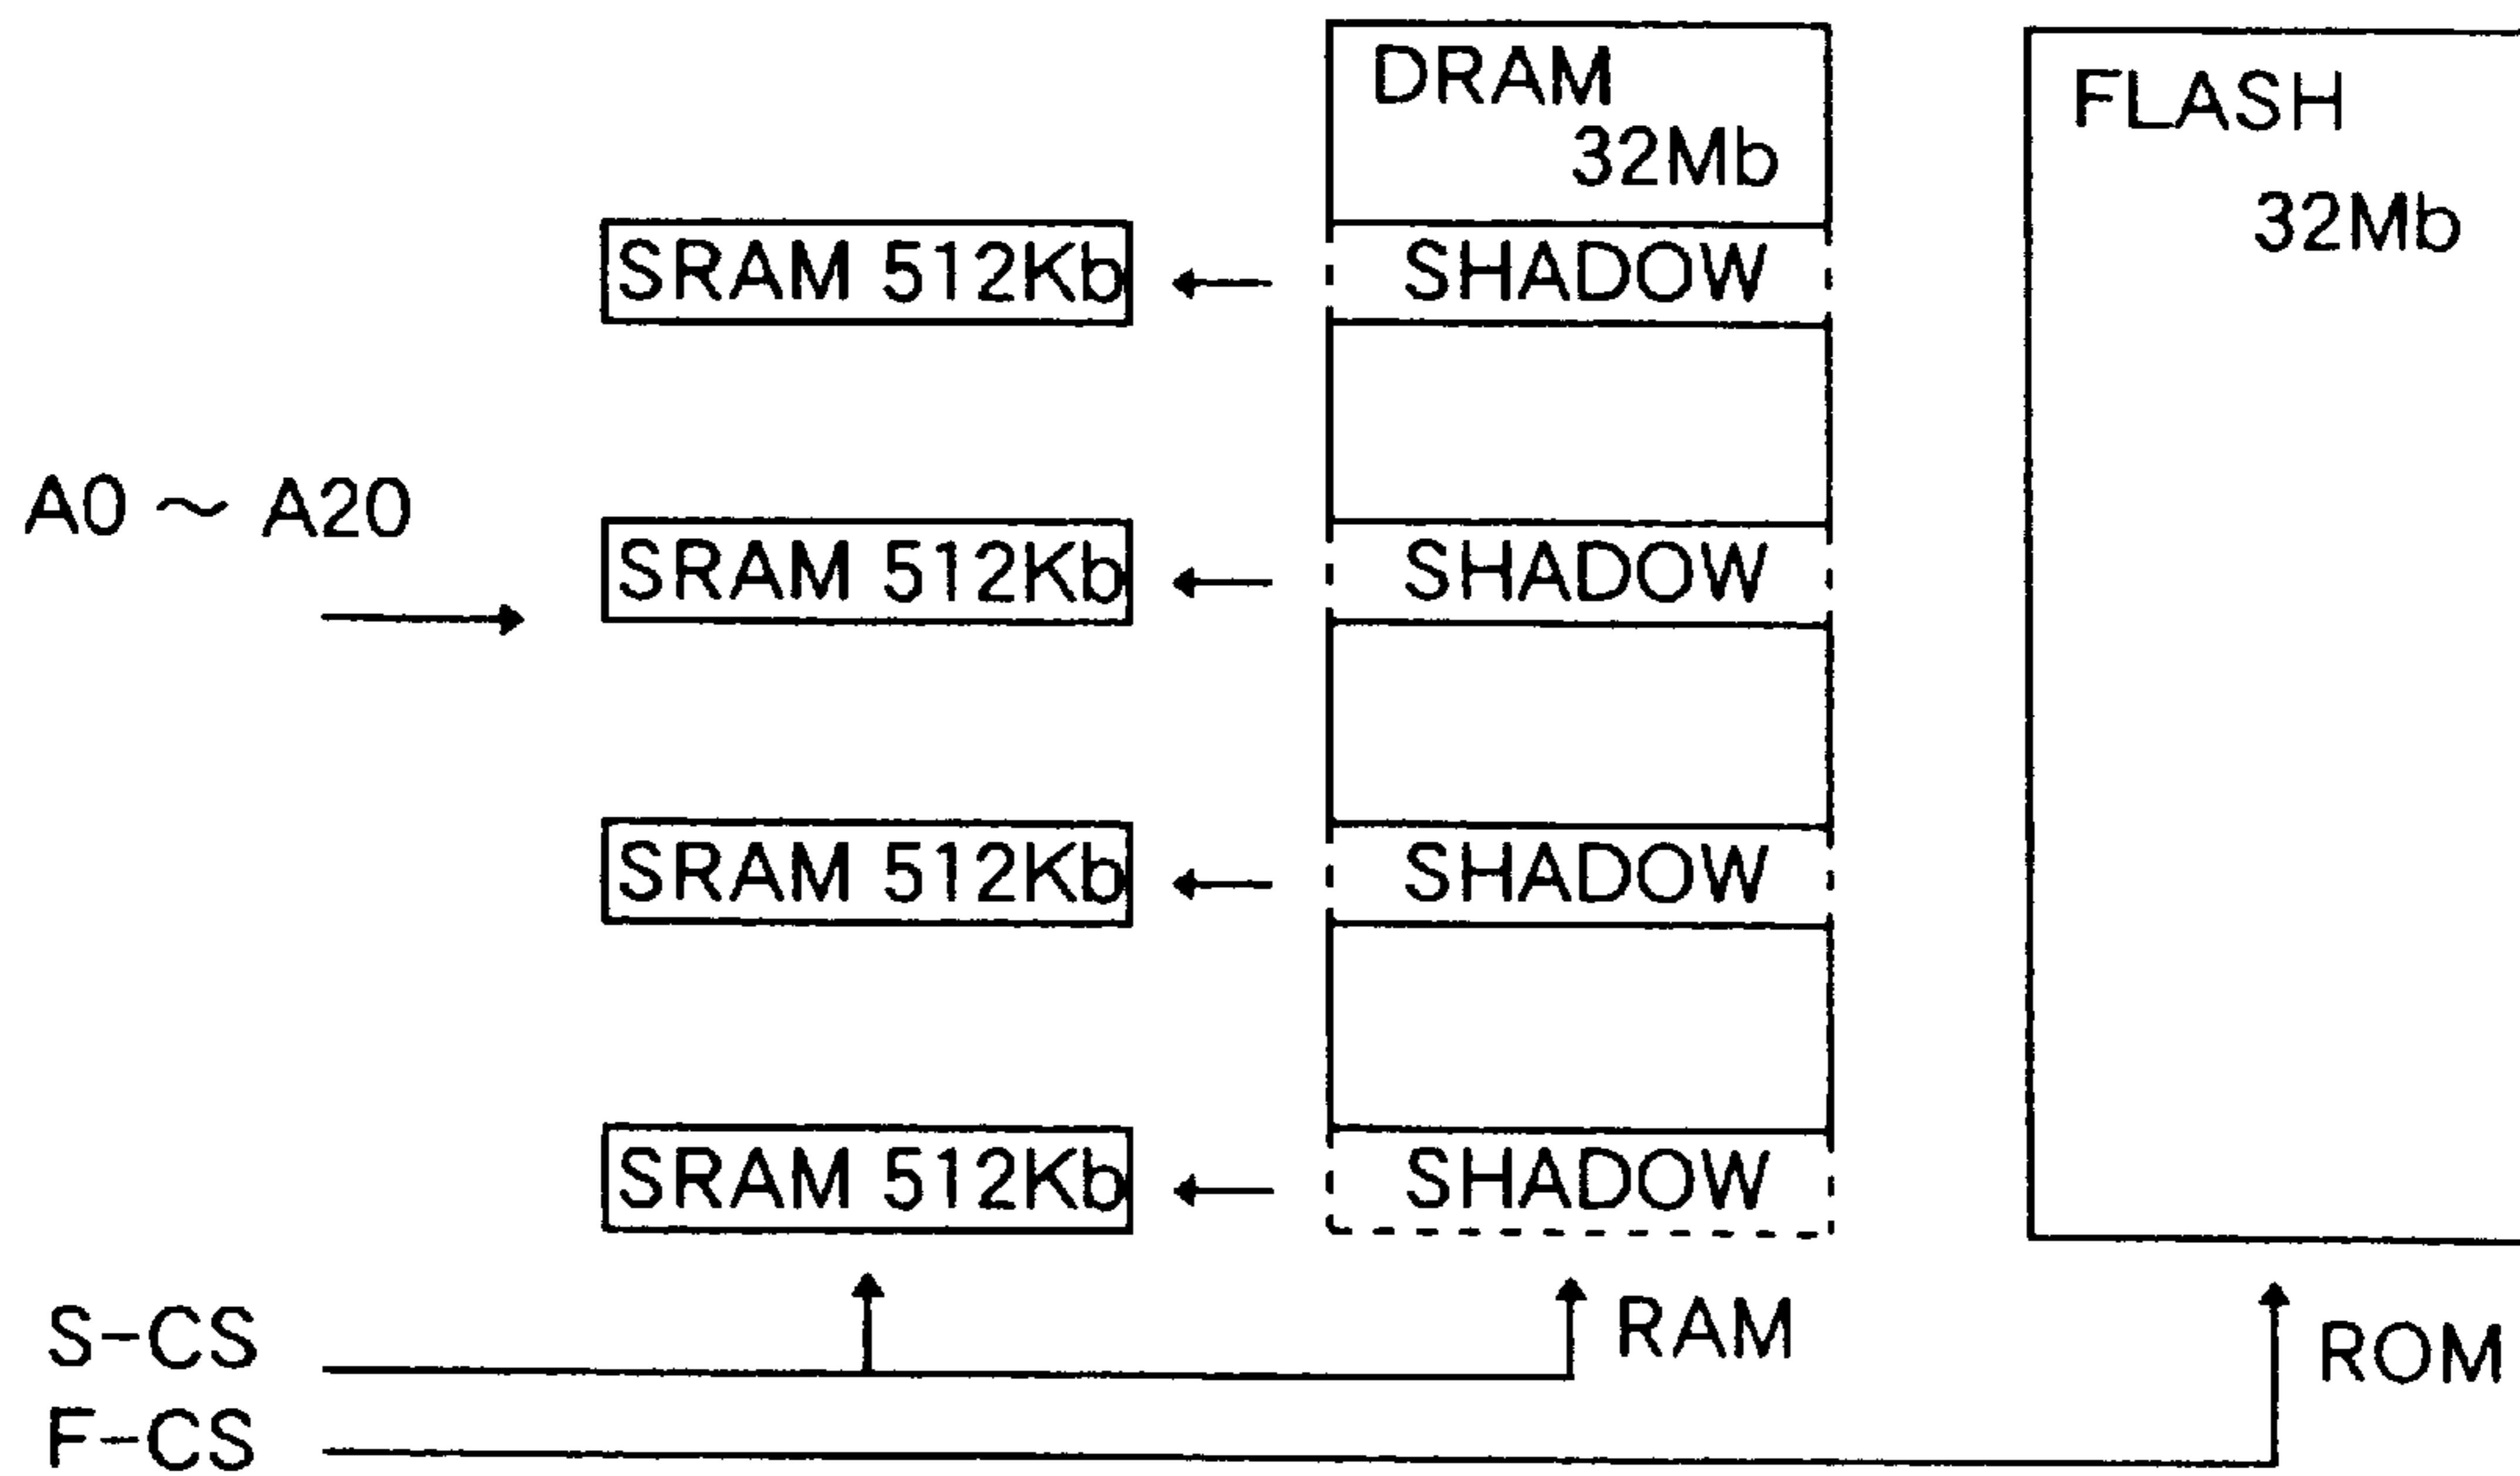 DRAM
32Mb
FLASH
32Mb
SRAM 512Kb
SHADOW
A0 ~ A20
SRAM 512Kb
SHADOW
SRAM 512Kb
SHADOW
SRAM 512Kb
SHADOW
S-CS
RAM
ROM
F-CS